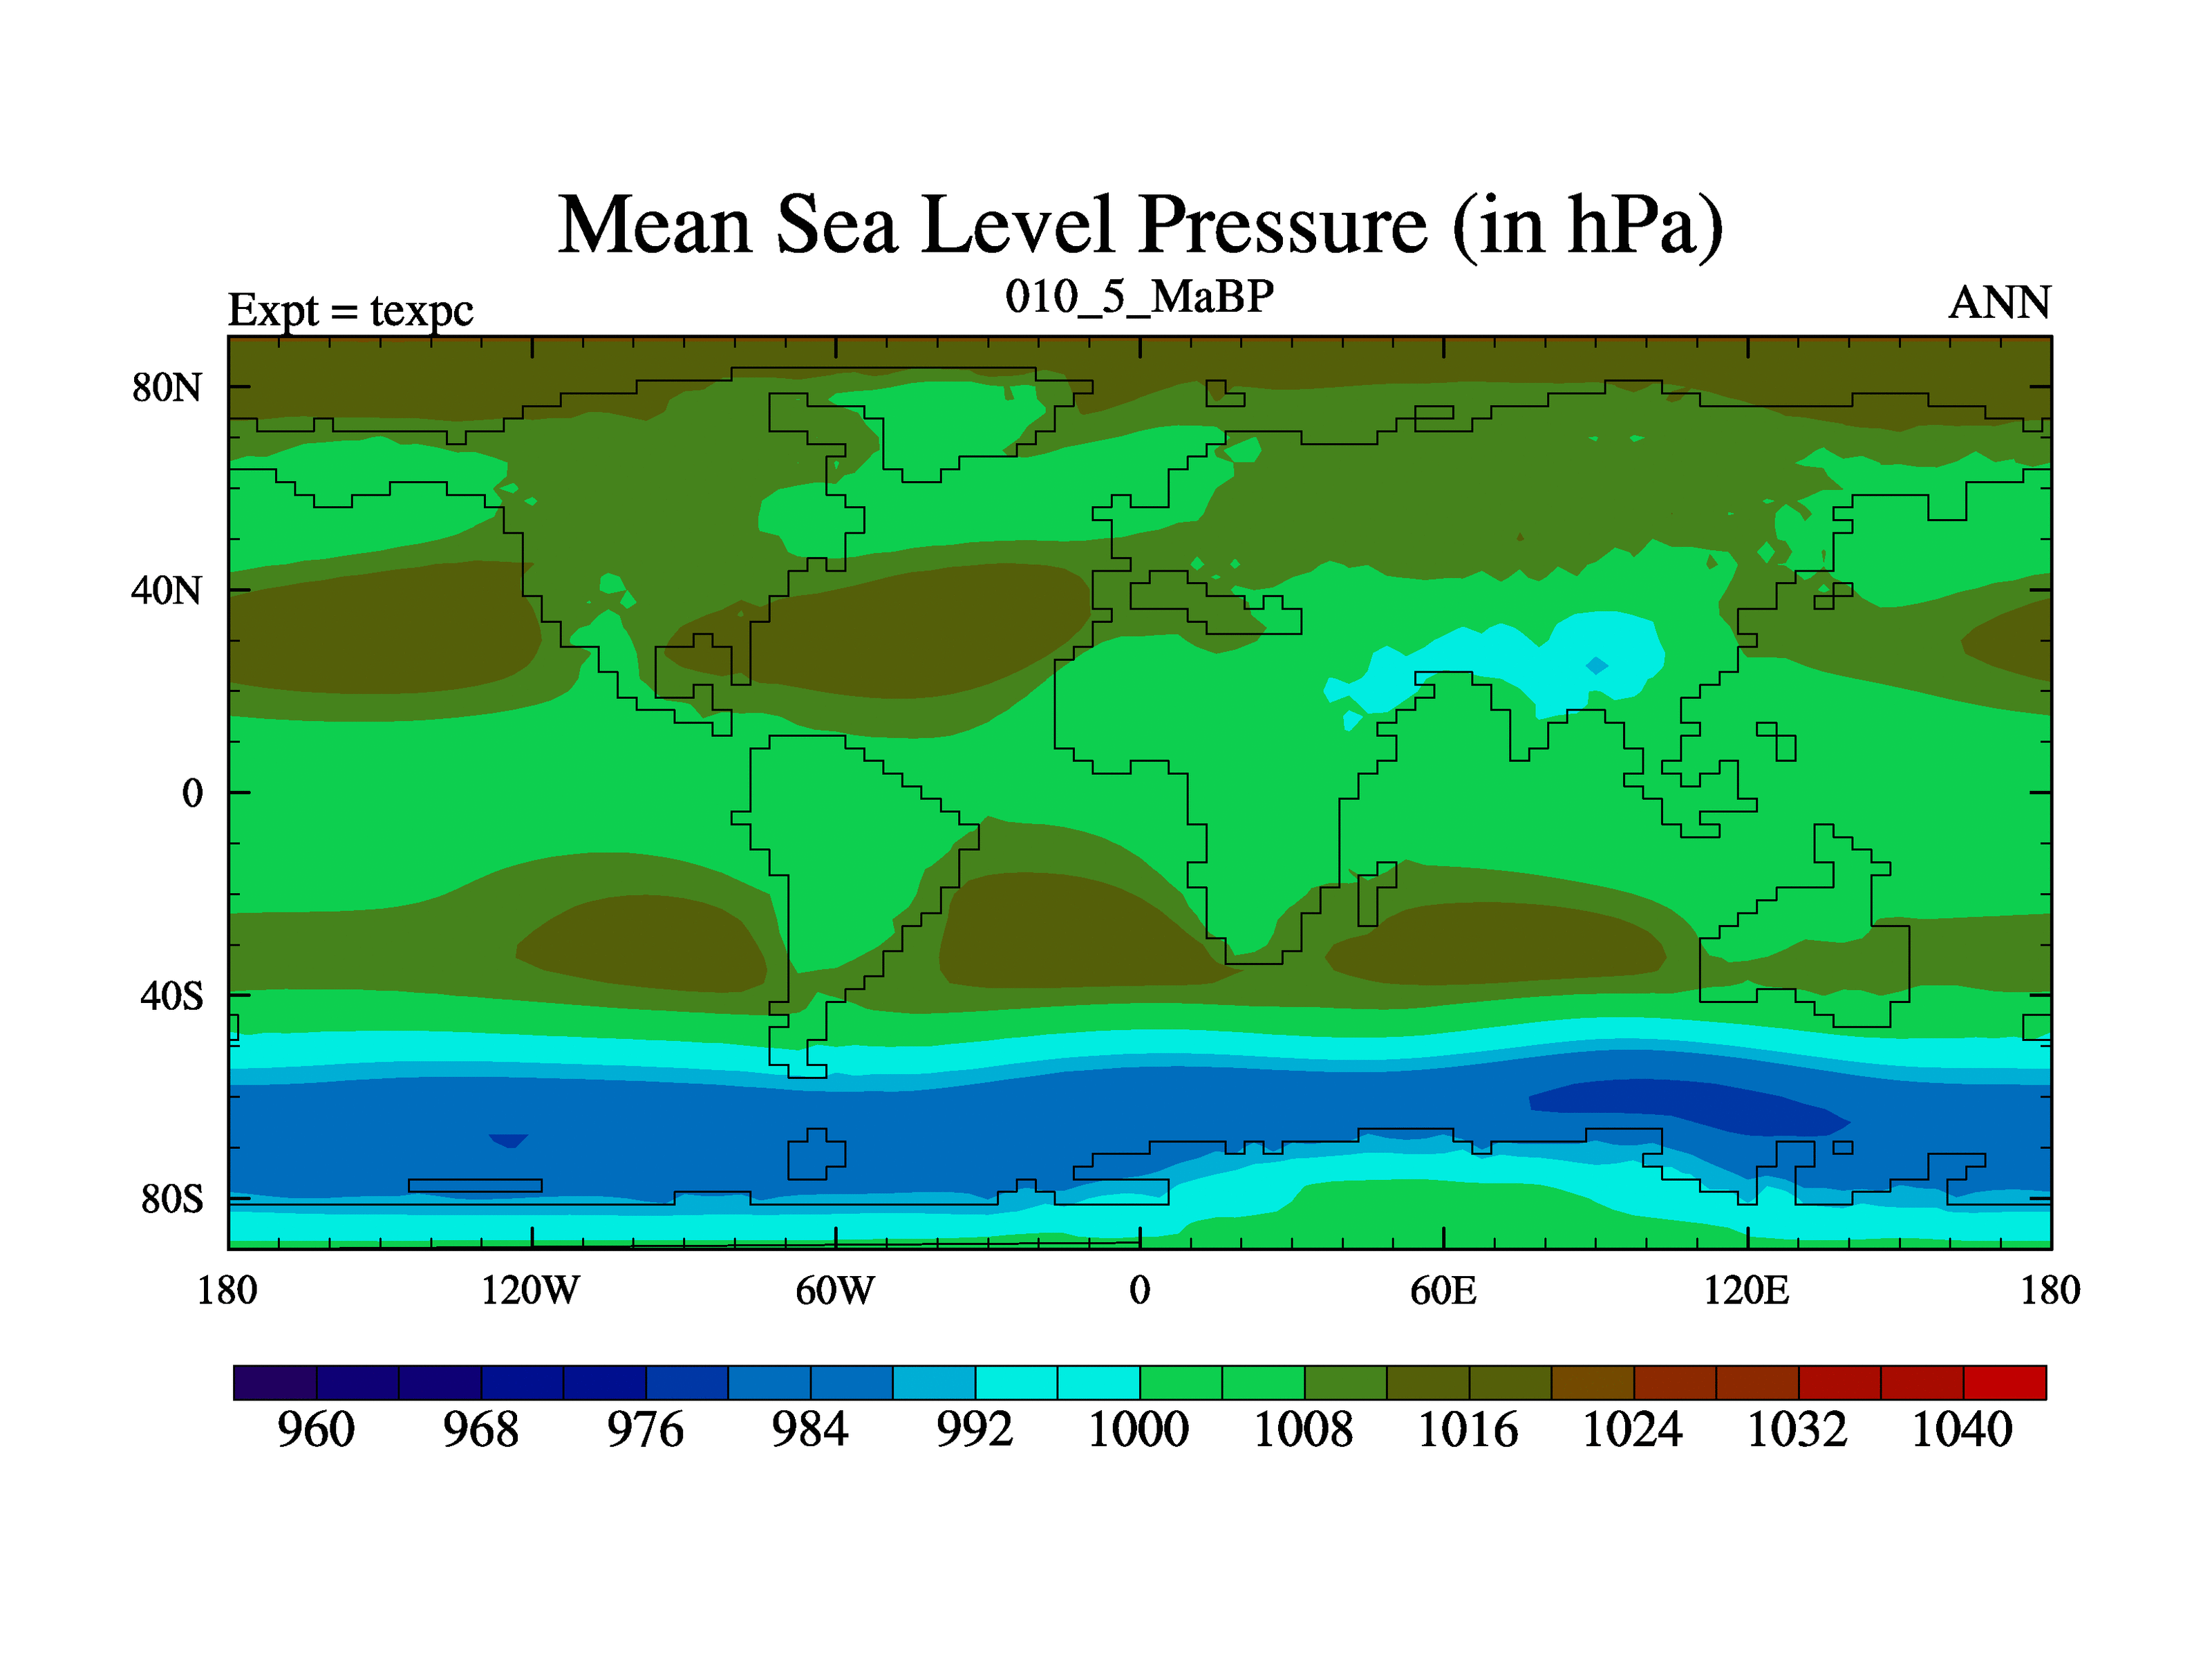 Mean Sea Level Pressure (in hPa)
010_5_MaBP
Expt = texpc
ANN
80N
40N
0
40S
80S
180 120W 60W 0 60E 120E 180
960 968 976 984 992 1000 1008 1016 1024 1032 1040